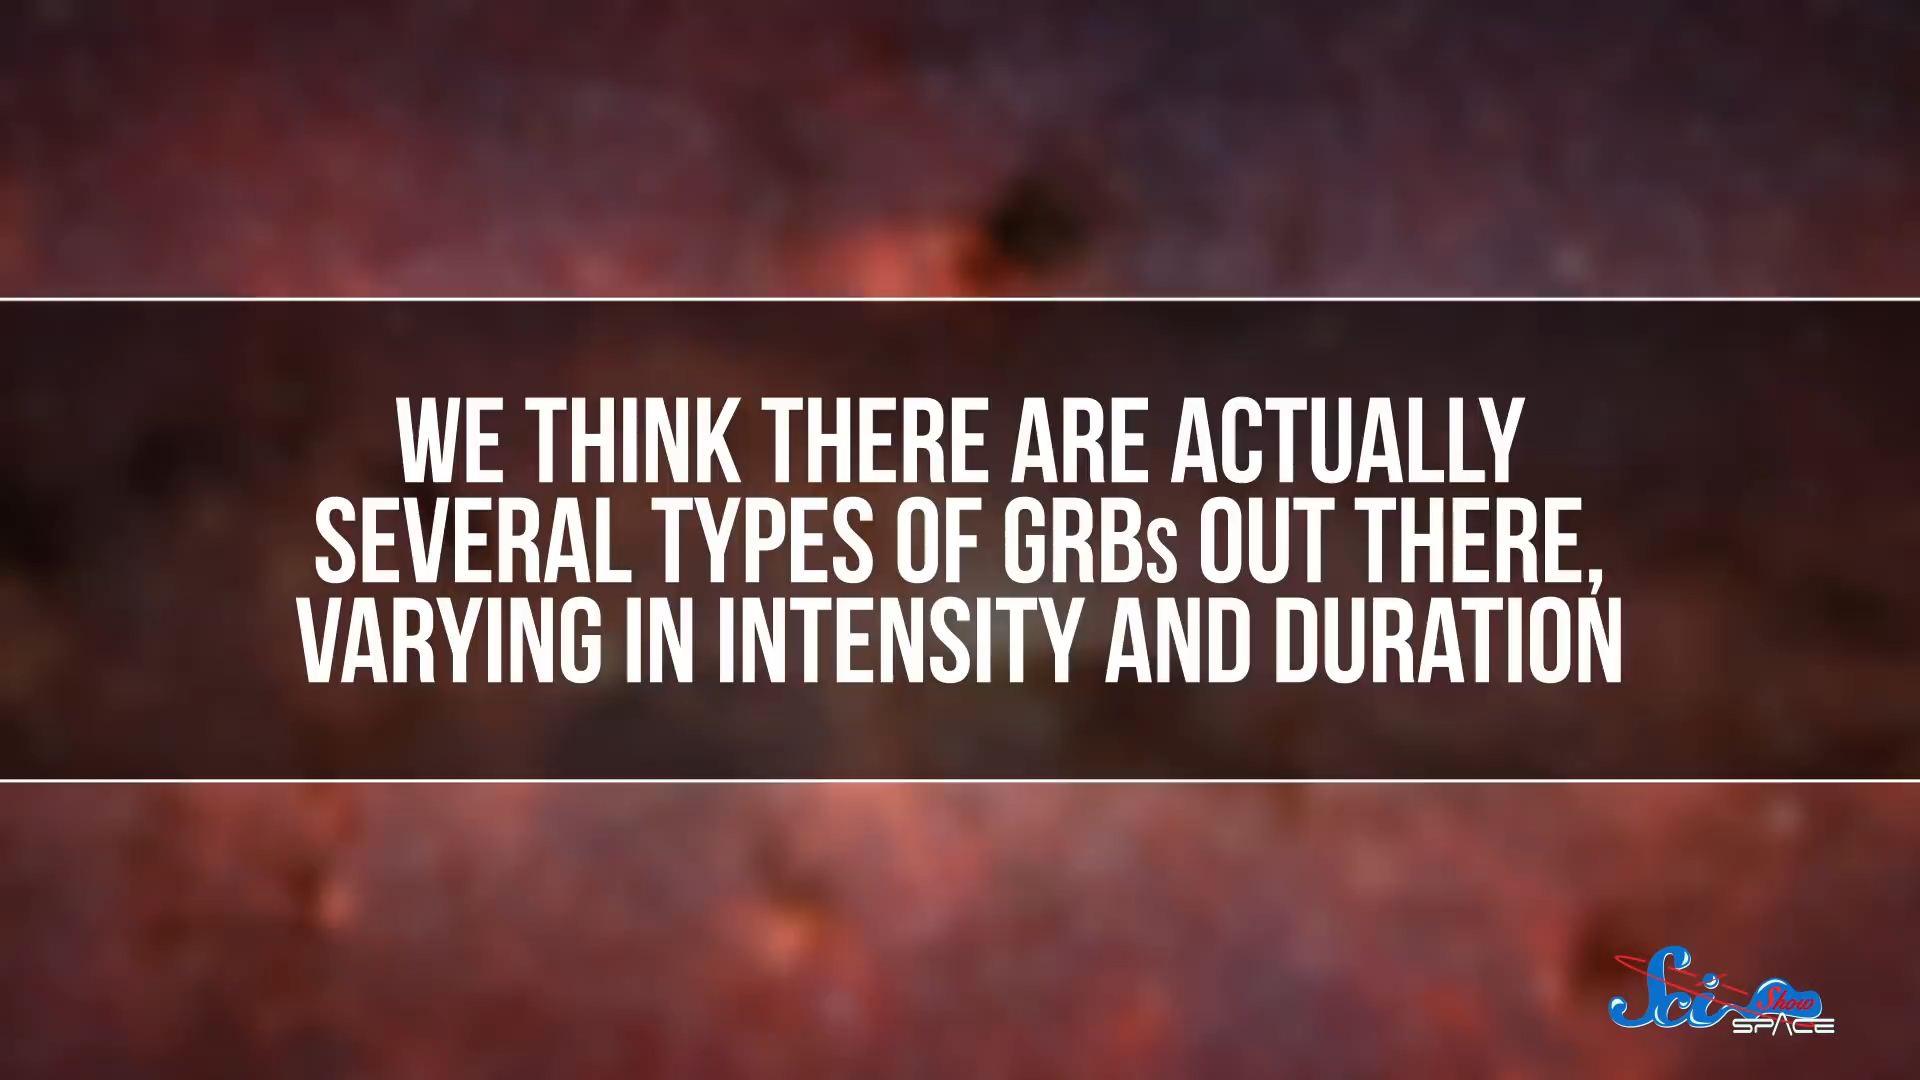 WE THINK THERE ARE ACTUALLY
SEVERAL TYPES OF GRBs OUT THERE,
VARYING IN INTENSITY AND DURATION
Sci Show
SPACE